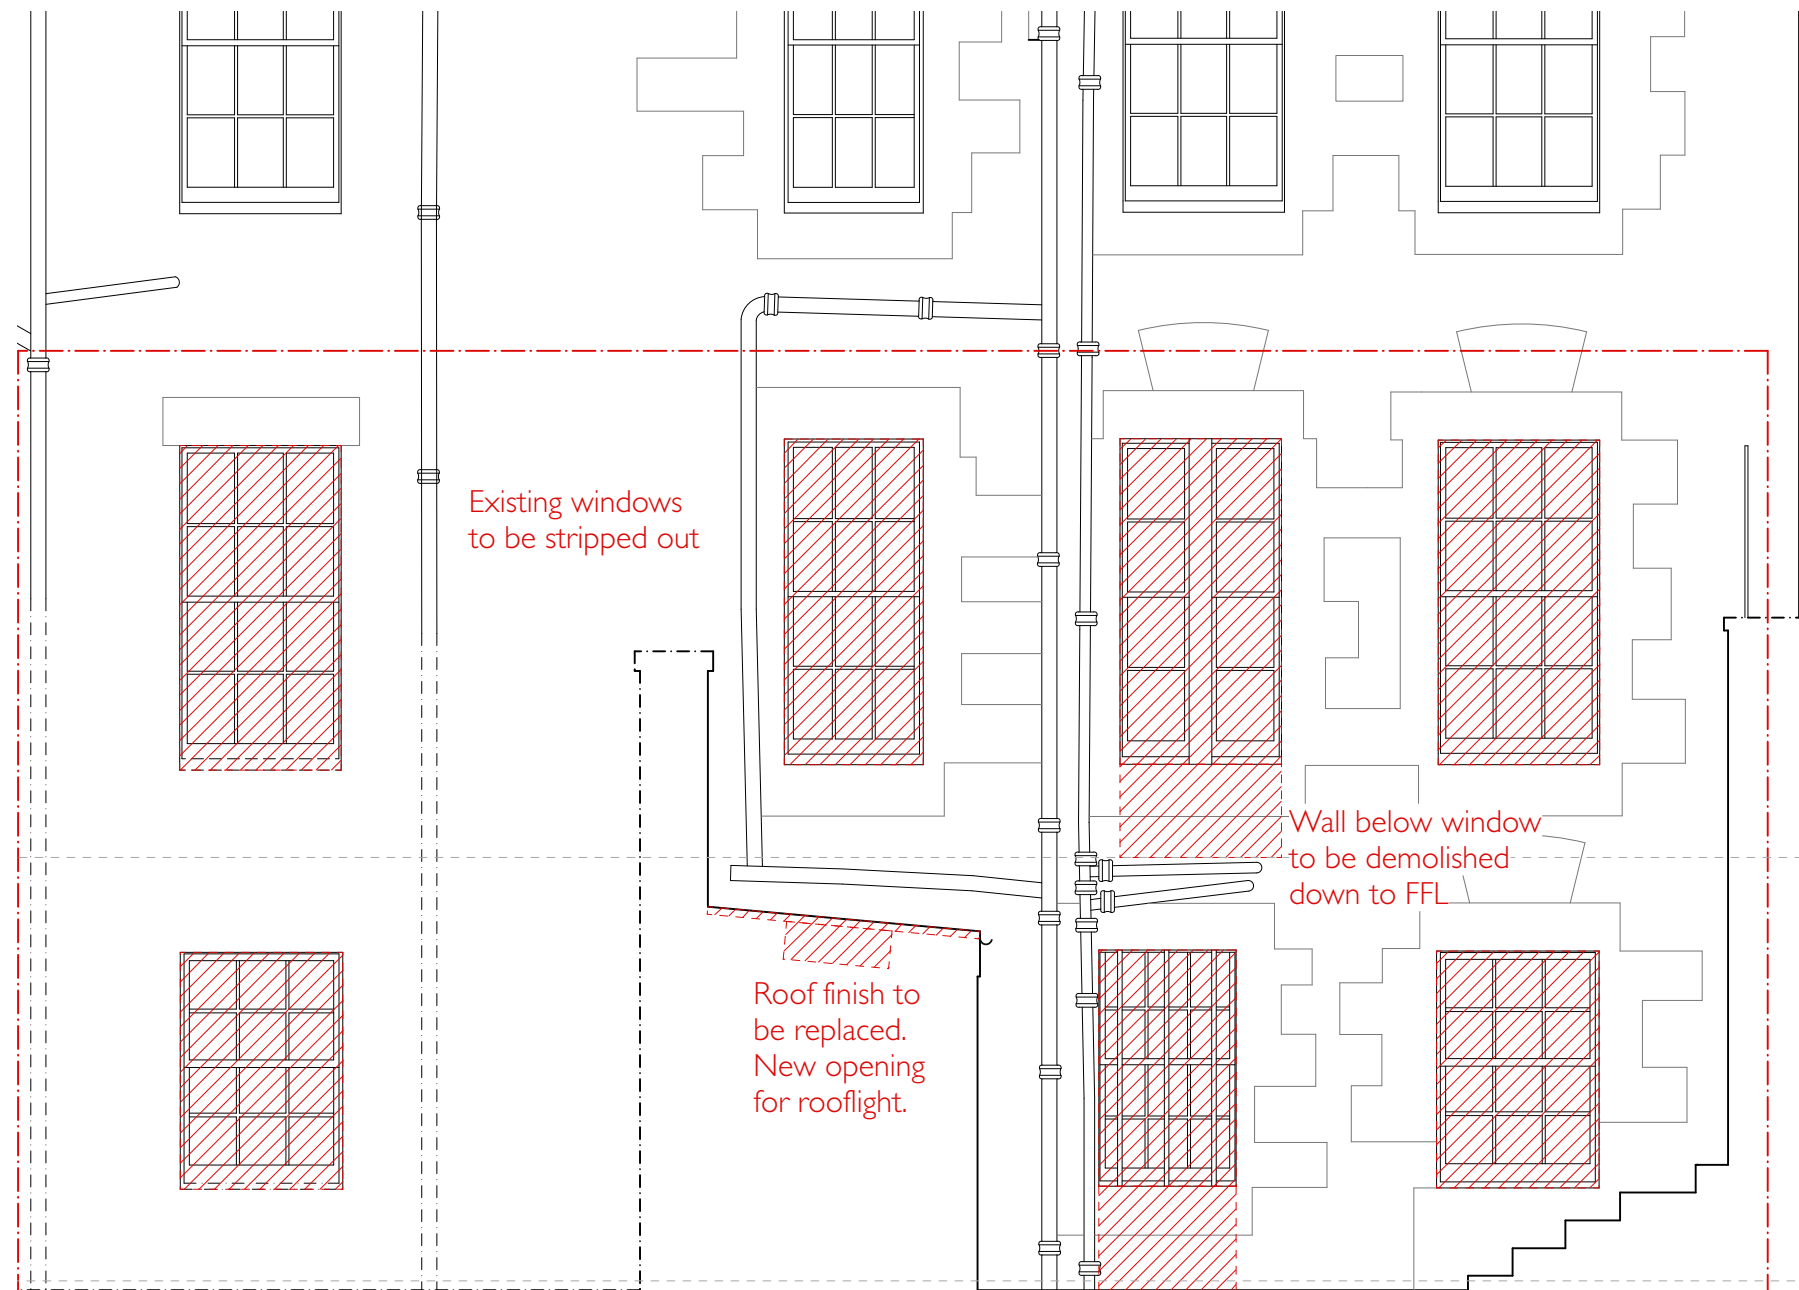 Existing windows
to be stripped out
Wall below window
to be demolished
down to FFL
Roof finish to
be replaced.
New opening
for rooflight.